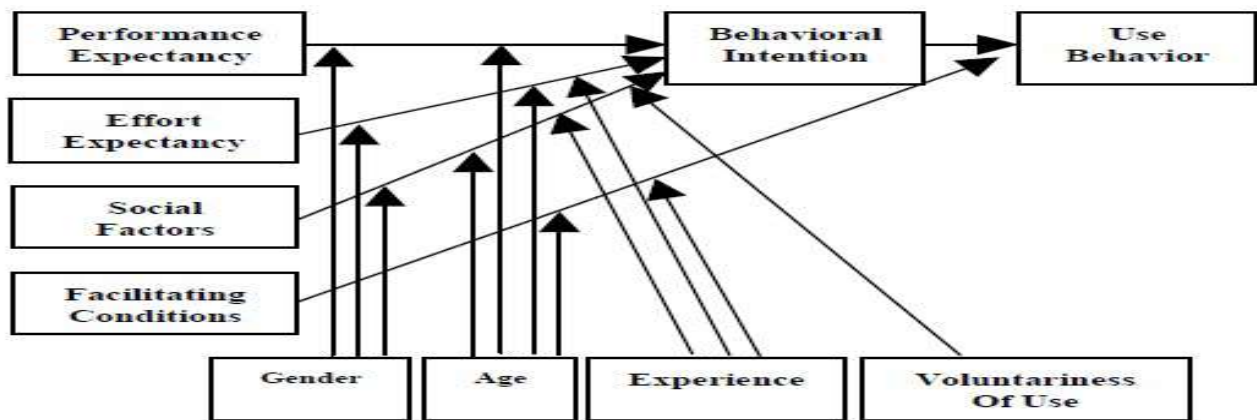 Performance
Expectancy
Behavioral
Intention
Use
Behavior
Effort
Expectancy
Social
Factors
Facilitating
Conditions
Gender
Age
Experience
Voluntariness
Of Use